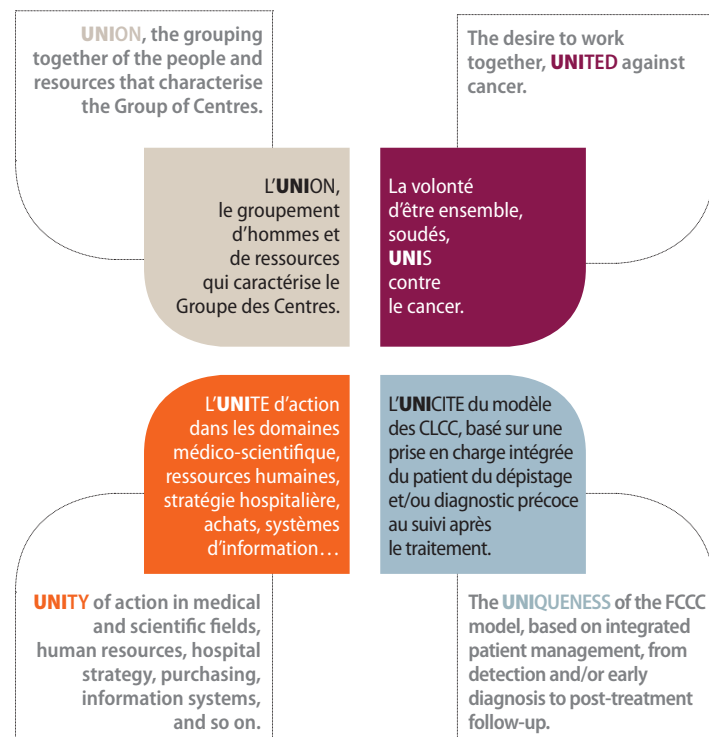 UNION, the grouping
together of the people and
resources that characterise
the Group of Centres.
The desire to work
together, UNITED against
cancer.
L'UNION,
le groupement
d'hommes et
de ressources
qui caractérise le
Groupe des Centres.
La volonté
d'être ensemble,
soudés,
UNIS
contre
le cancer.
L'UNITE d'action
dans les domaines
médico-scientifique,
ressources humaines,
stratégie hospitalière,
achats, systèmes
d'information…
L'UNICITE du modèle
des CLCC, basé sur une
prise en charge intégrée
du patient du dépistage
et/ou diagnostic précoce
au suivi après
le traitement.
UNITY of action in medical
and scientific fields,
human resources, hospital
strategy, purchasing,
information systems,
and so on.
The UNIQUENESS of the FCCC
model, based on integrated
patient management, from
detection and/or early
diagnosis to post-treatment
follow-up.